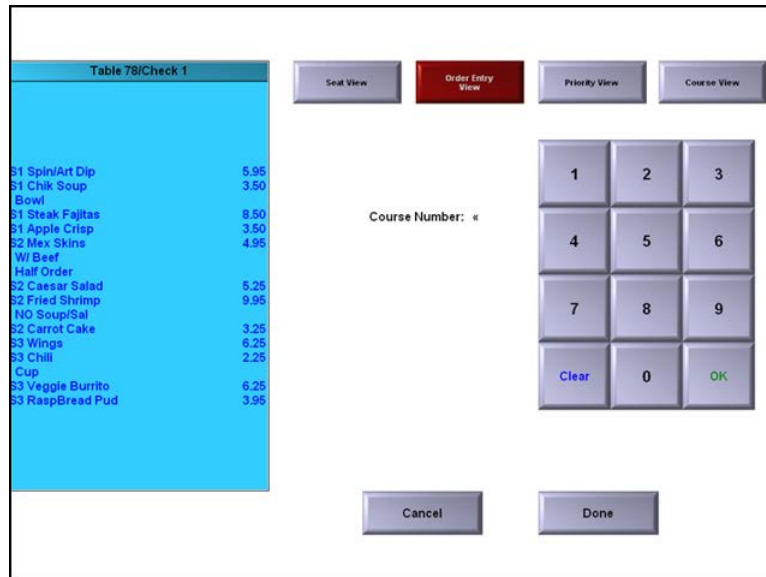 Table 78/Check 1
S1 Spin/Art Dip 5.95
S1 Chik Soup 3.50
Bowl
S1 Steak Fajitas 8.50
S1 Apple Crisp 3.50
S2 Mex Skins 4.95
W/ Beef
Half Order
S2 Caesar Salad 5.25
S2 Fried Shrimp 9.95
NO Soup/Sal
S2 Carrot Cake 3.25
S3 Wings 6.25
S3 Chili 2.25
Cup
S3 Veggie Burrito 6.25
S3 RaspBread Pud 3.95
Seat View
Order Entry
View
Priority View
Course View
Course Number: «
1 2 3
4 5 6
7 8 9
Clear 0 OK
Cancel
Done